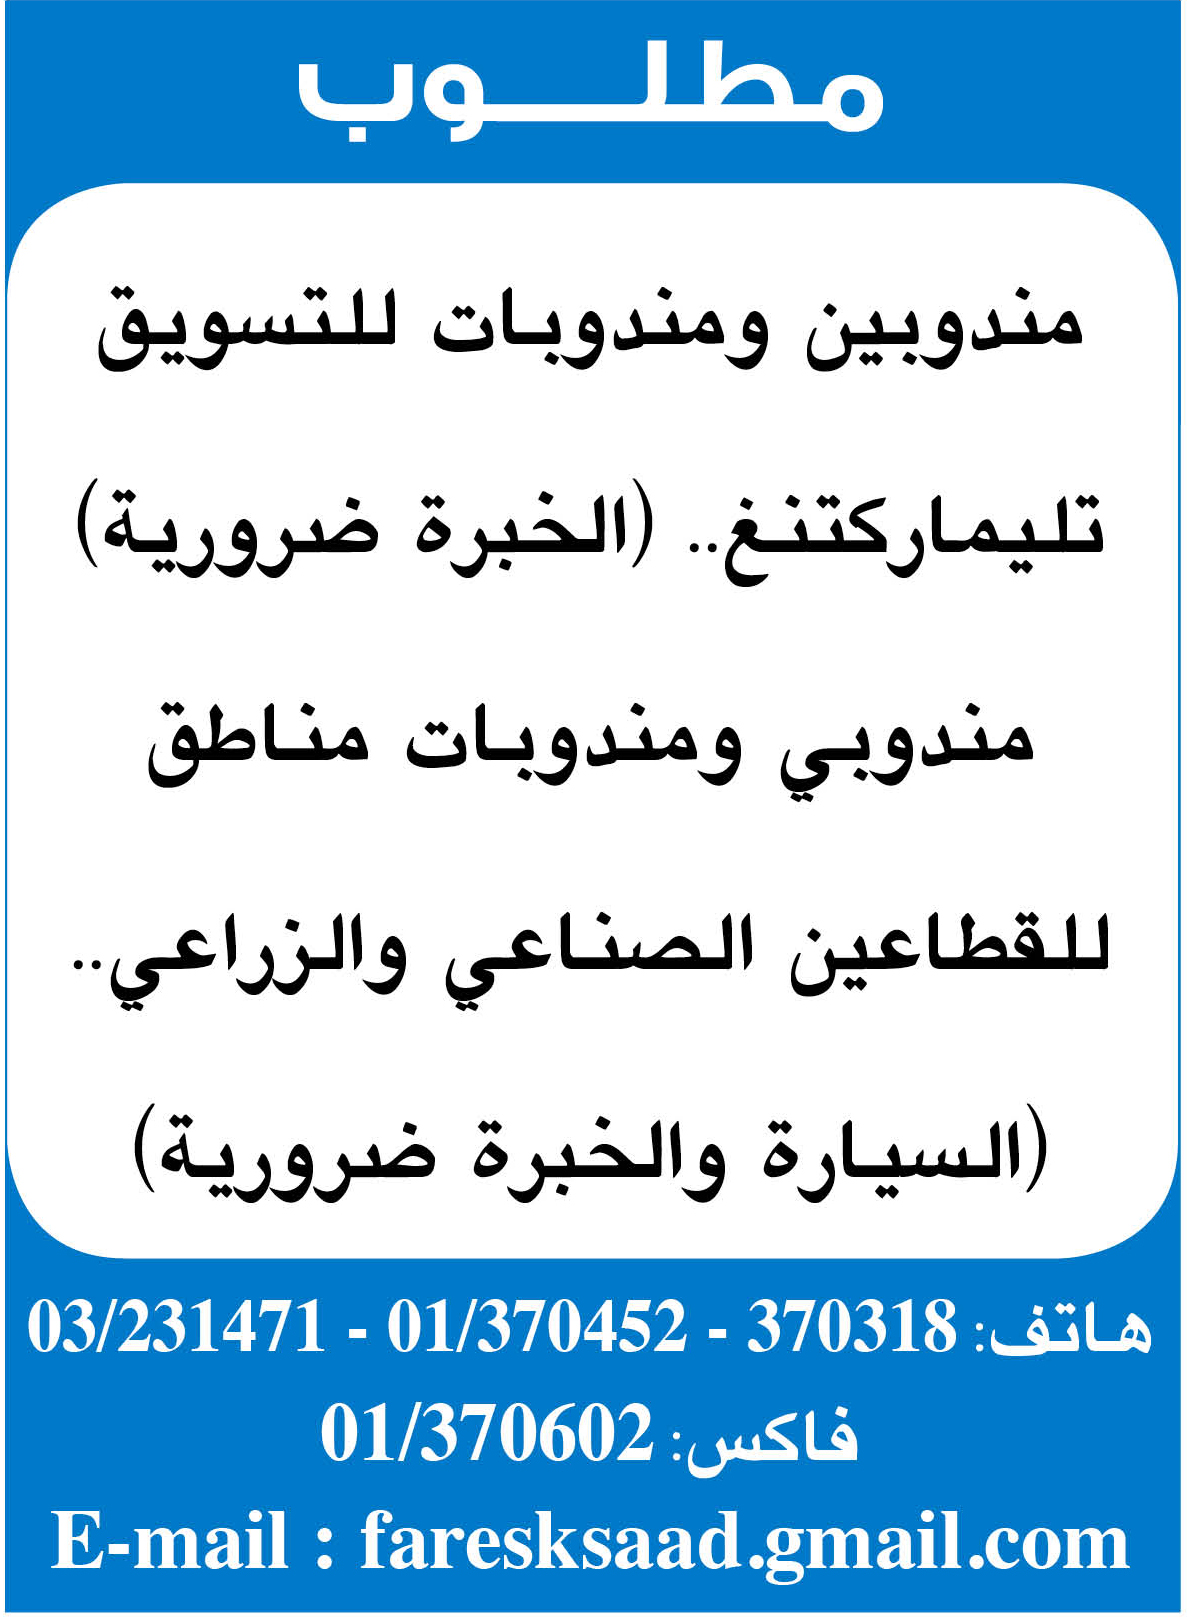 مطلوب
مندوبين ومندوبات للتسويق
تليماركتنغ.. (الخبرة ضرورية)
مندوبي ومندوبات مناطق
للقطاعين الصناعي والزراعي..
(السيارة والخبرة ضرورية)
هاتف: 370318 - 01/370452 - 03/231471
فاكس: 01/370602
E-mail : faresksaad.gmail.com